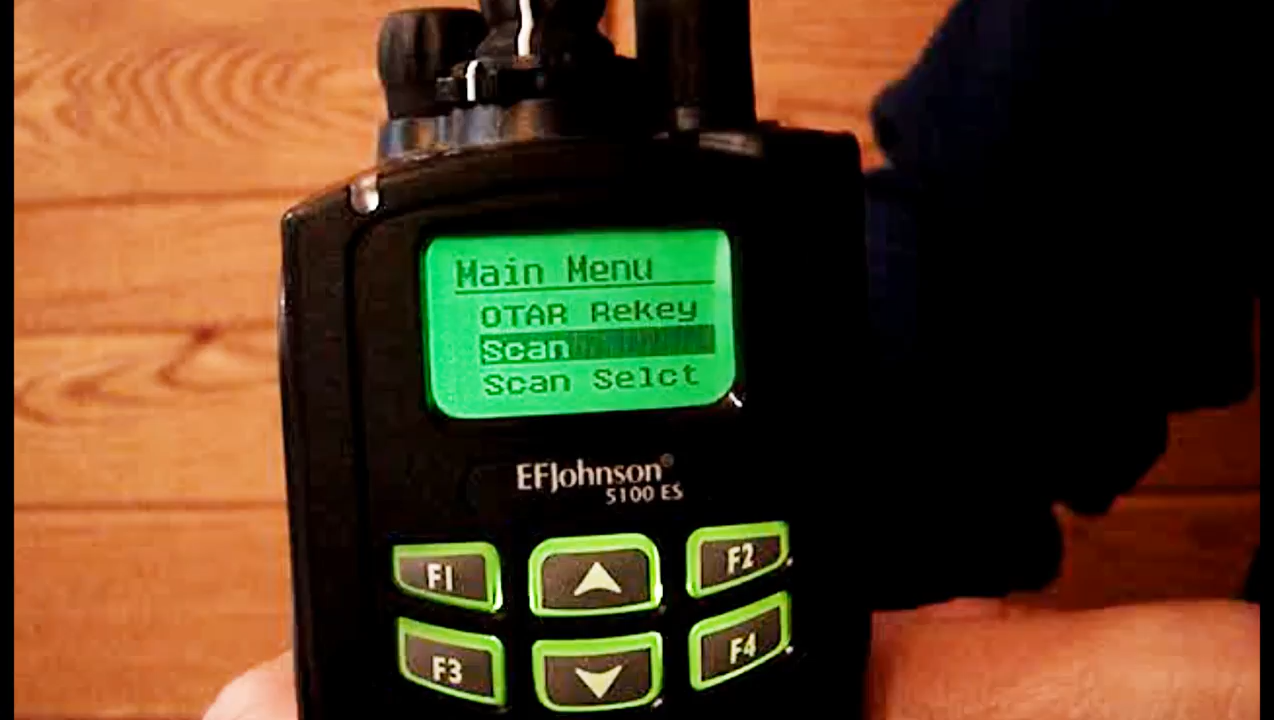 Main Menu
OTAR Rekey
Scan
Scan Selct
EFJohnson®
5100 ES
F1
F2
F3
F4